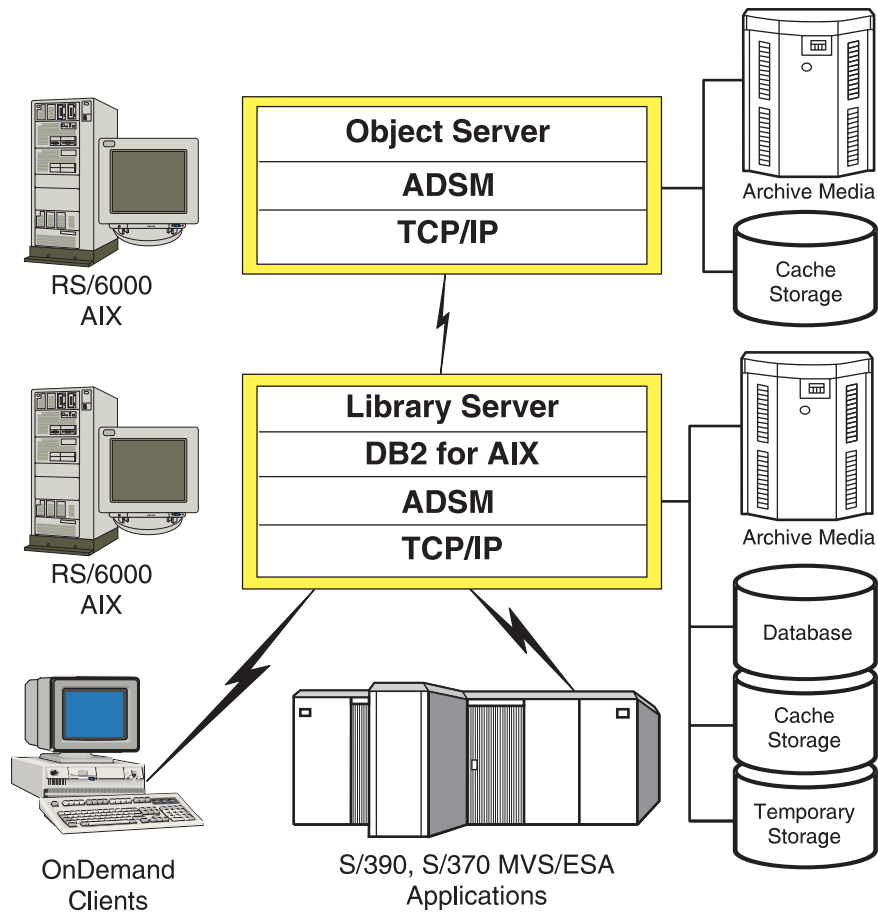 Object Server
ADSM
TCP/IP
RS/6000
AIX
Archive Media
Cache
Storage
Library Server
DB2 for AIX
ADSM
TCP/IP
RS/6000
AIX
Archive Media
Database
Cache
Storage
Temporary
Storage
OnDemand
Clients
S/390, S/370 MVS/ESA
Applications